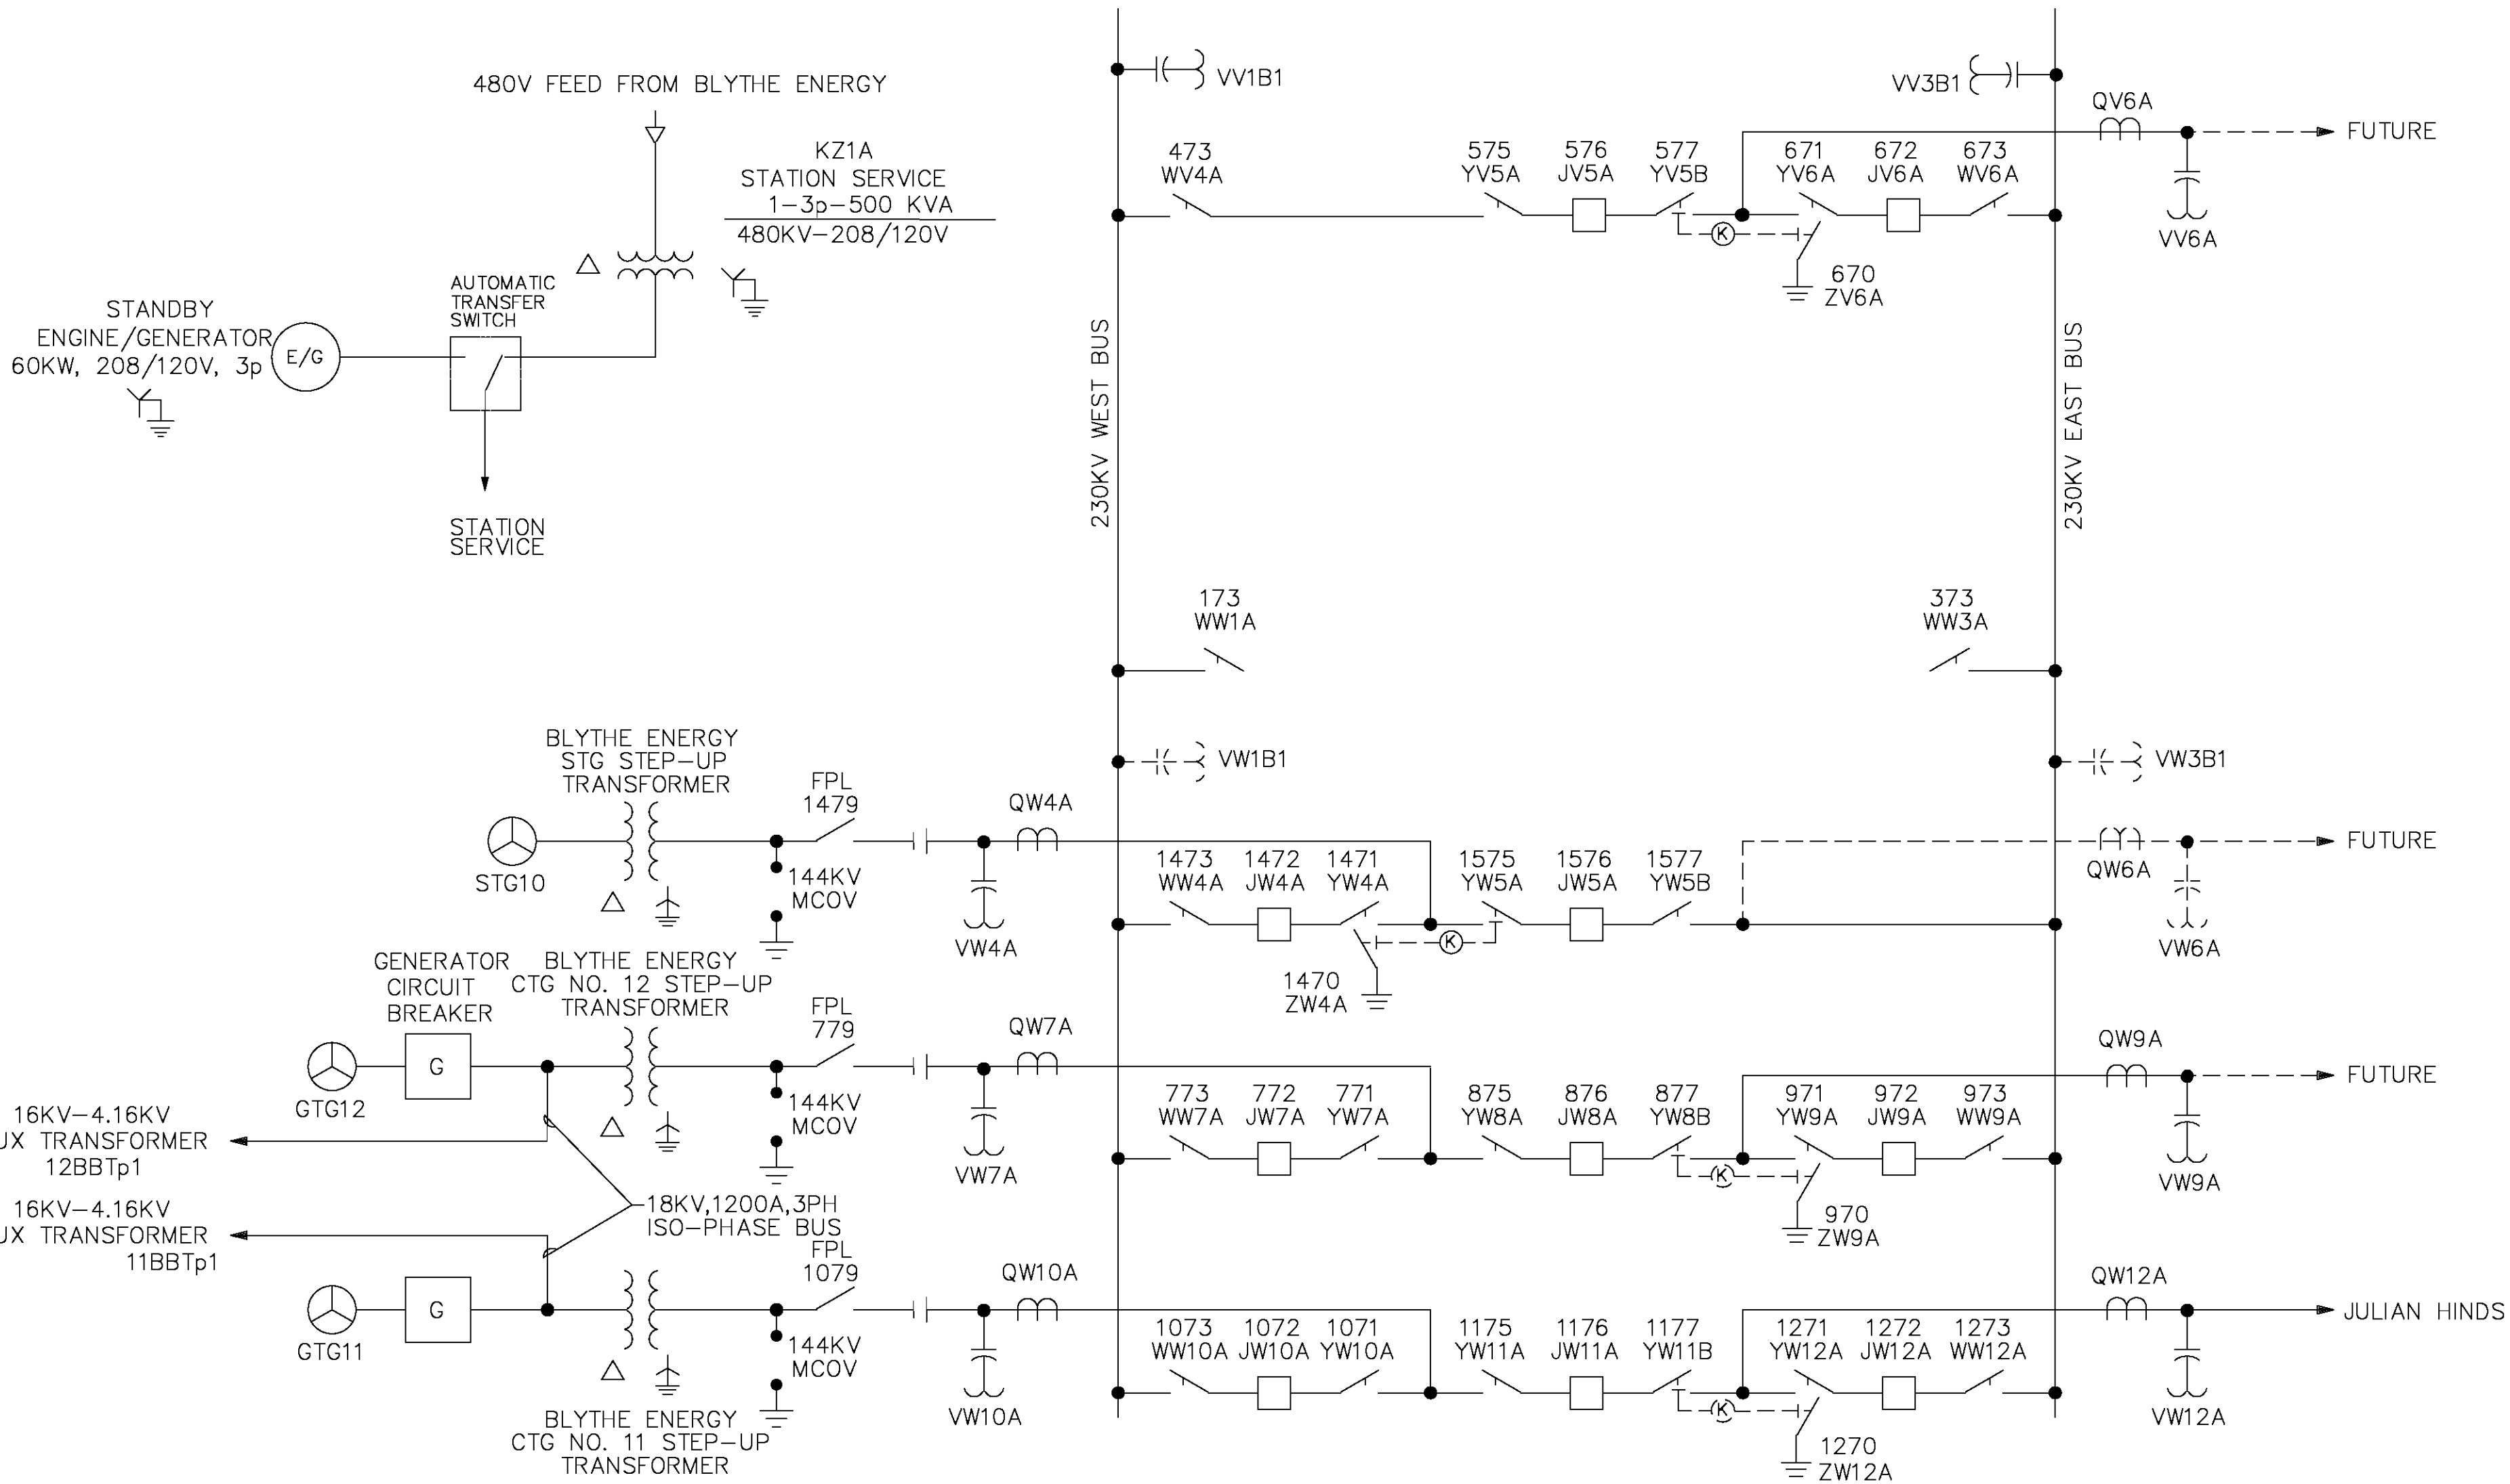 480V FEED FROM BLYTHE ENERGY
KZ1A
STATION SERVICE
1-3p-500 KVA
480KV-208/120V
STANDBY
ENGINE/GENERATOR
60KW, 208/120V, 3p
E/G
AUTOMATIC
TRANSFER
SWITCH
STATION
SERVICE
230KV WEST BUS
230KV EAST BUS
VV1B1
VV3B1
QV6A
FUTURE
VV6A
473
WV4A
575
YV5A
576
JV5A
577
YV5B
671
YV6A
672
JV6A
673
WV6A
K
670
ZV6A
173
WW1A
373
WW3A
VW1B1
VW3B1
BLYTHE ENERGY
STG STEP-UP
TRANSFORMER
STG10
FPL
1479
144KV
MCOV
QW4A
VW4A
1473
WW4A
1472
JW4A
1471
YW4A
1575
YW5A
1576
JW5A
1577
YW5B
K
1470
ZW4A
QW6A
FUTURE
VW6A
GENERATOR
CIRCUIT
BREAKER
BLYTHE ENERGY
CTG NO. 12 STEP-UP
TRANSFORMER
G
GTG12
FPL
779
144KV
MCOV
QW7A
VW7A
773
WW7A
772
JW7A
771
YW7A
875
YW8A
876
JW8A
877
YW8B
971
YW9A
972
JW9A
973
WW9A
K
970
ZW9A
QW9A
FUTURE
VW9A
16KV-4.16KV
UX TRANSFORMER
12BBTp1
16KV-4.16KV
UX TRANSFORMER
11BBTp1
18KV,1200A,3PH
ISO-PHASE BUS
G
GTG11
FPL
1079
144KV
MCOV
BLYTHE ENERGY
CTG NO. 11 STEP-UP
TRANSFORMER
QW10A
VW10A
1073
WW10A
1072
JW10A
1071
YW10A
1175
YW11A
1176
JW11A
1177
YW11B
1271
YW12A
1272
JW12A
1273
WW12A
K
1270
ZW12A
QW12A
JULIAN HINDS
VW12A